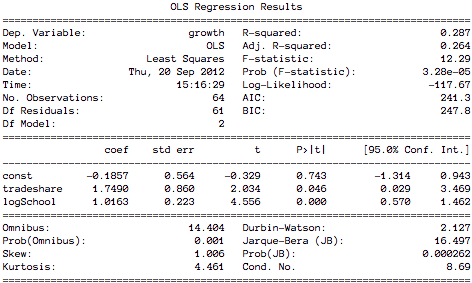 OLS Regression Results
==============================================================================
Dep. Variable: growth R-squared: 0.287
Model: OLS Adj. R-squared: 0.264
Method: Least Squares F-statistic: 12.29
Date: Thu, 20 Sep 2012 Prob (F-statistic): 3.28e-05
Time: 15:16:29 Log-Likelihood: -117.67
No. Observations: 64 AIC: 241.3
Df Residuals: 61 BIC: 247.8
Df Model: 2
==============================================================================
coef std err t P>|t| [95.0% Conf. Int.]
------------------------------------------------------------------------------
const -0.1857 0.564 -0.329 0.743 -1.314 0.943
tradeshare 1.7490 0.860 2.034 0.046 0.029 3.469
logSchool 1.0163 0.223 4.556 0.000 0.570 1.462
==============================================================================
Omnibus: 14.404 Durbin-Watson: 2.127
Prob(Omnibus): 0.001 Jarque-Bera (JB): 16.497
Skew: 1.006 Prob(JB): 0.000262
Kurtosis: 4.461 Cond. No. 8.69
==============================================================================